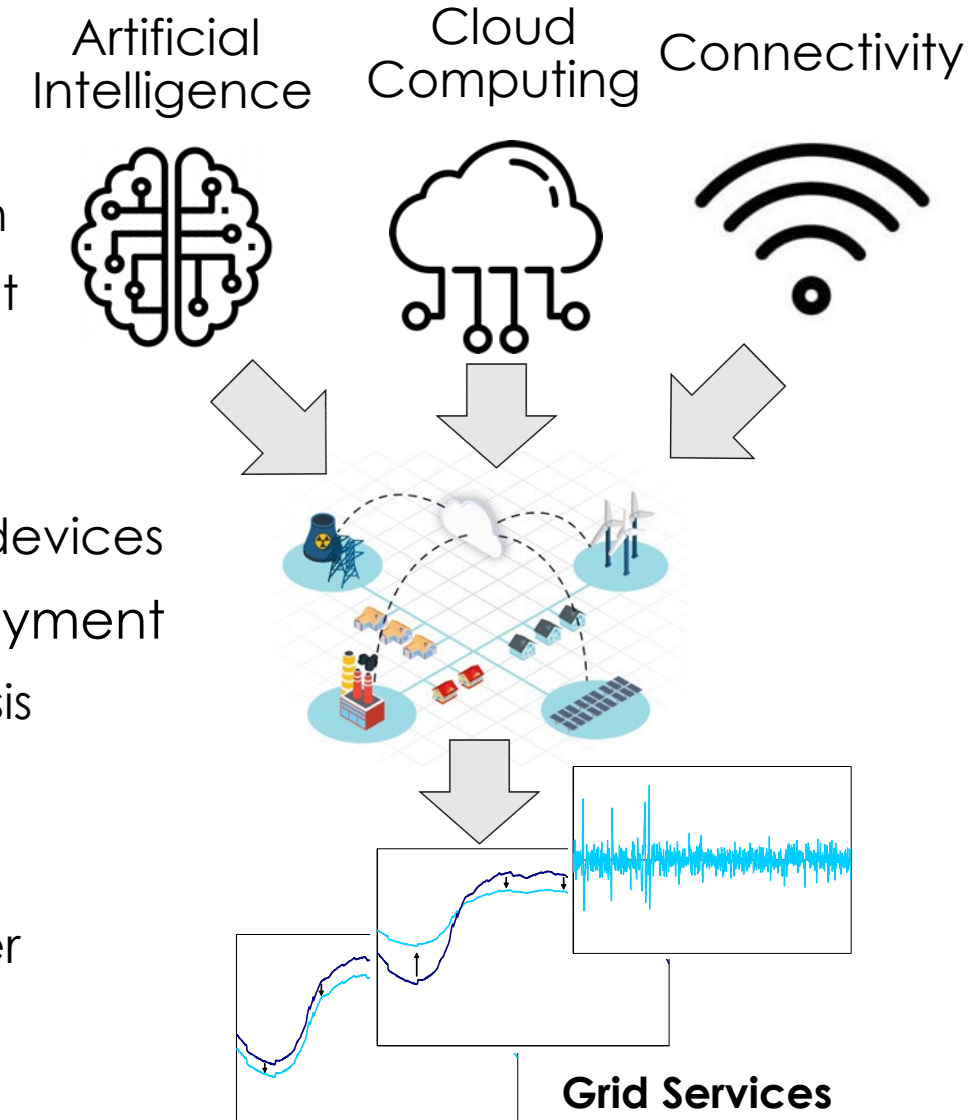 Artificial
Intelligence
Cloud
Computing
Connectivity
t
devices
yment
sis
er
Grid Services